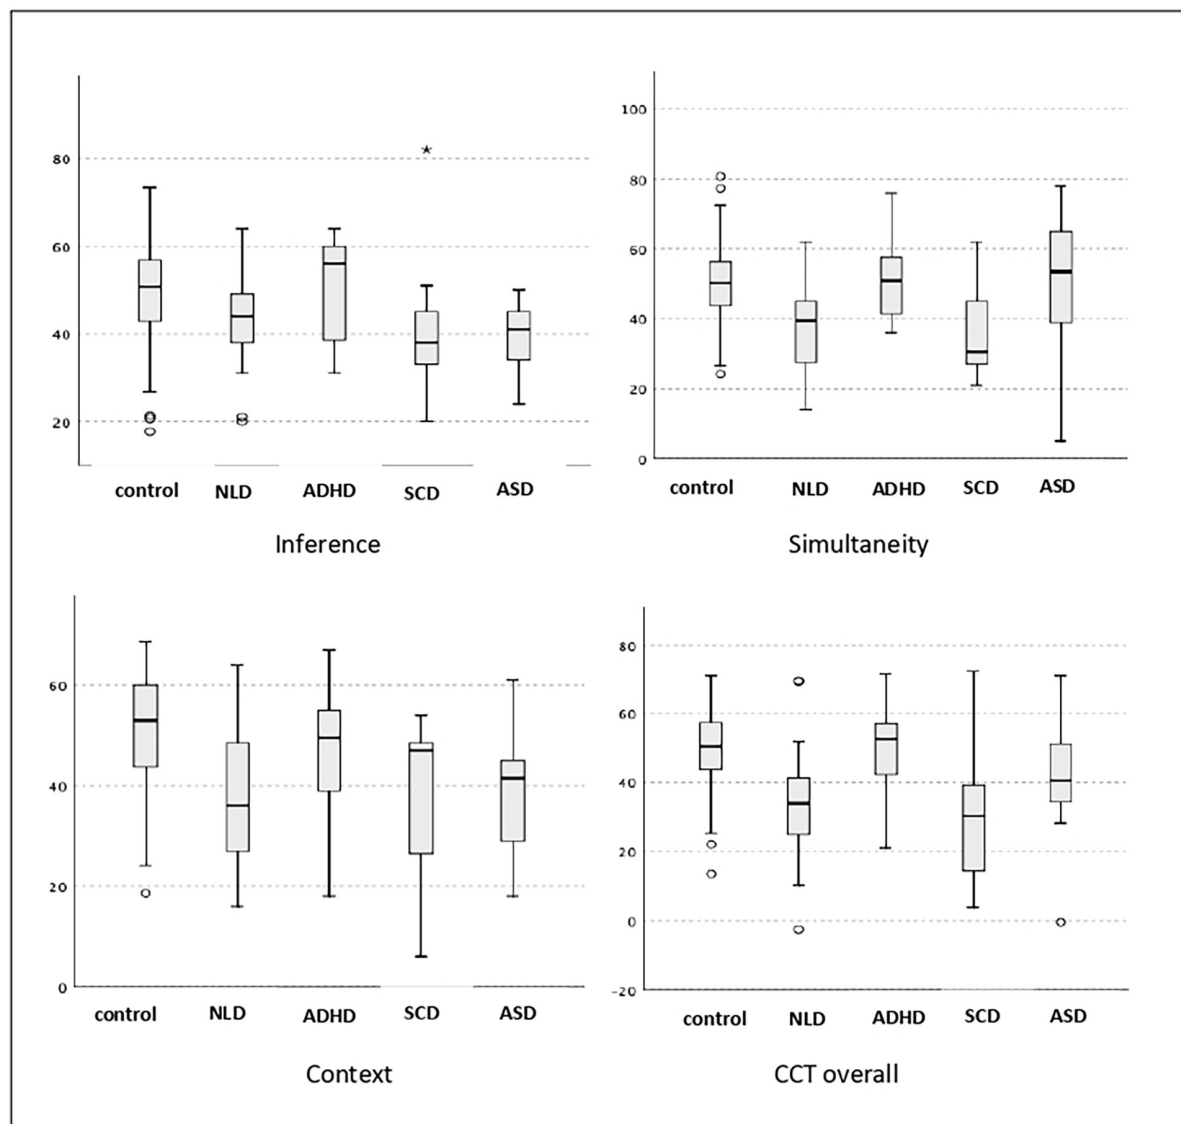 80
60
40
20
control NLD ADHD SCD ASD
Inference
100
80
60
40
20
0
control NLD ADHD SCD ASD
Simultaneity
60
40
20
0
control NLD ADHD SCD ASD
Context
80
60
40
20
0
-20
control NLD ADHD SCD ASD
CCT overall